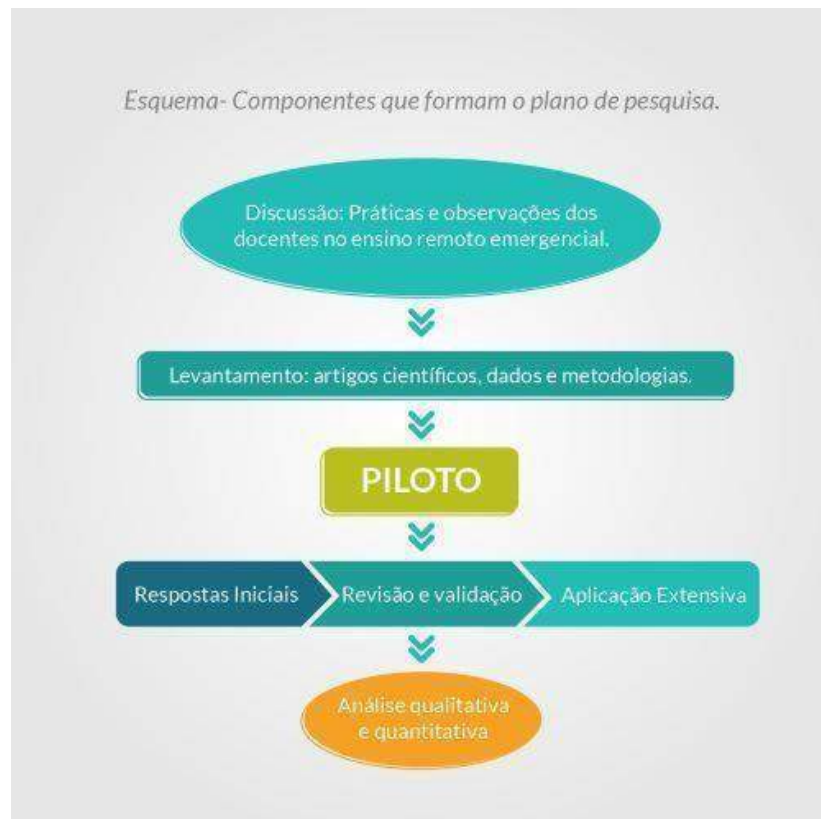 Esquema- Componentes que formam o plano de pesquisa.
Discussão: Práticas e observações dos
docentes no ensino remoto emergencial.
Levantamento: artigos científicos, dados e metodologias.
PILOTO
Respostas Iniciais
Revisão e validação
Aplicação Extensiva
Análise qualitativa
e quantitativa